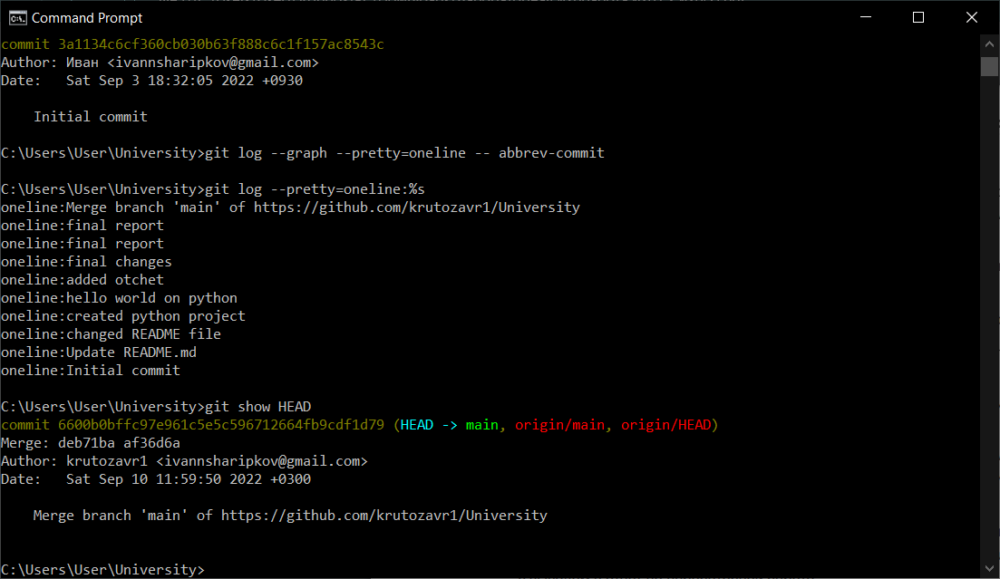 Command Prompt
commit 3a1134c6cf360cb030b63f888c6c1f157ac8543c
Author: Иван <ivannsharipkov@gmail.com>
Date:   Sat Sep 3 18:32:05 2022 +0930
    Initial commit
C:\Users\User\University>git log --graph --pretty=oneline -- abbrev-commit
C:\Users\User\University>git log --pretty=oneline:%s
oneline:Merge branch 'main' of https://github.com/krutozavr1/University
oneline:final report
oneline:final report
oneline:final changes
oneline:added otchet
oneline:hello world on python
oneline:created python project
oneline:changed README file
oneline:Update README.md
oneline:Initial commit
C:\Users\User\University>git show HEAD
commit 6600b0bffc97e961c5e5c596712664fb9cdf1d79 (HEAD -> main, origin/main, origin/HEAD)
Merge: deb71ba af36d6a
Author: krutozavr1 <ivannsharipkov@gmail.com>
Date:   Sat Sep 10 11:59:50 2022 +0300
    Merge branch 'main' of https://github.com/krutozavr1/University
C:\Users\User\University>